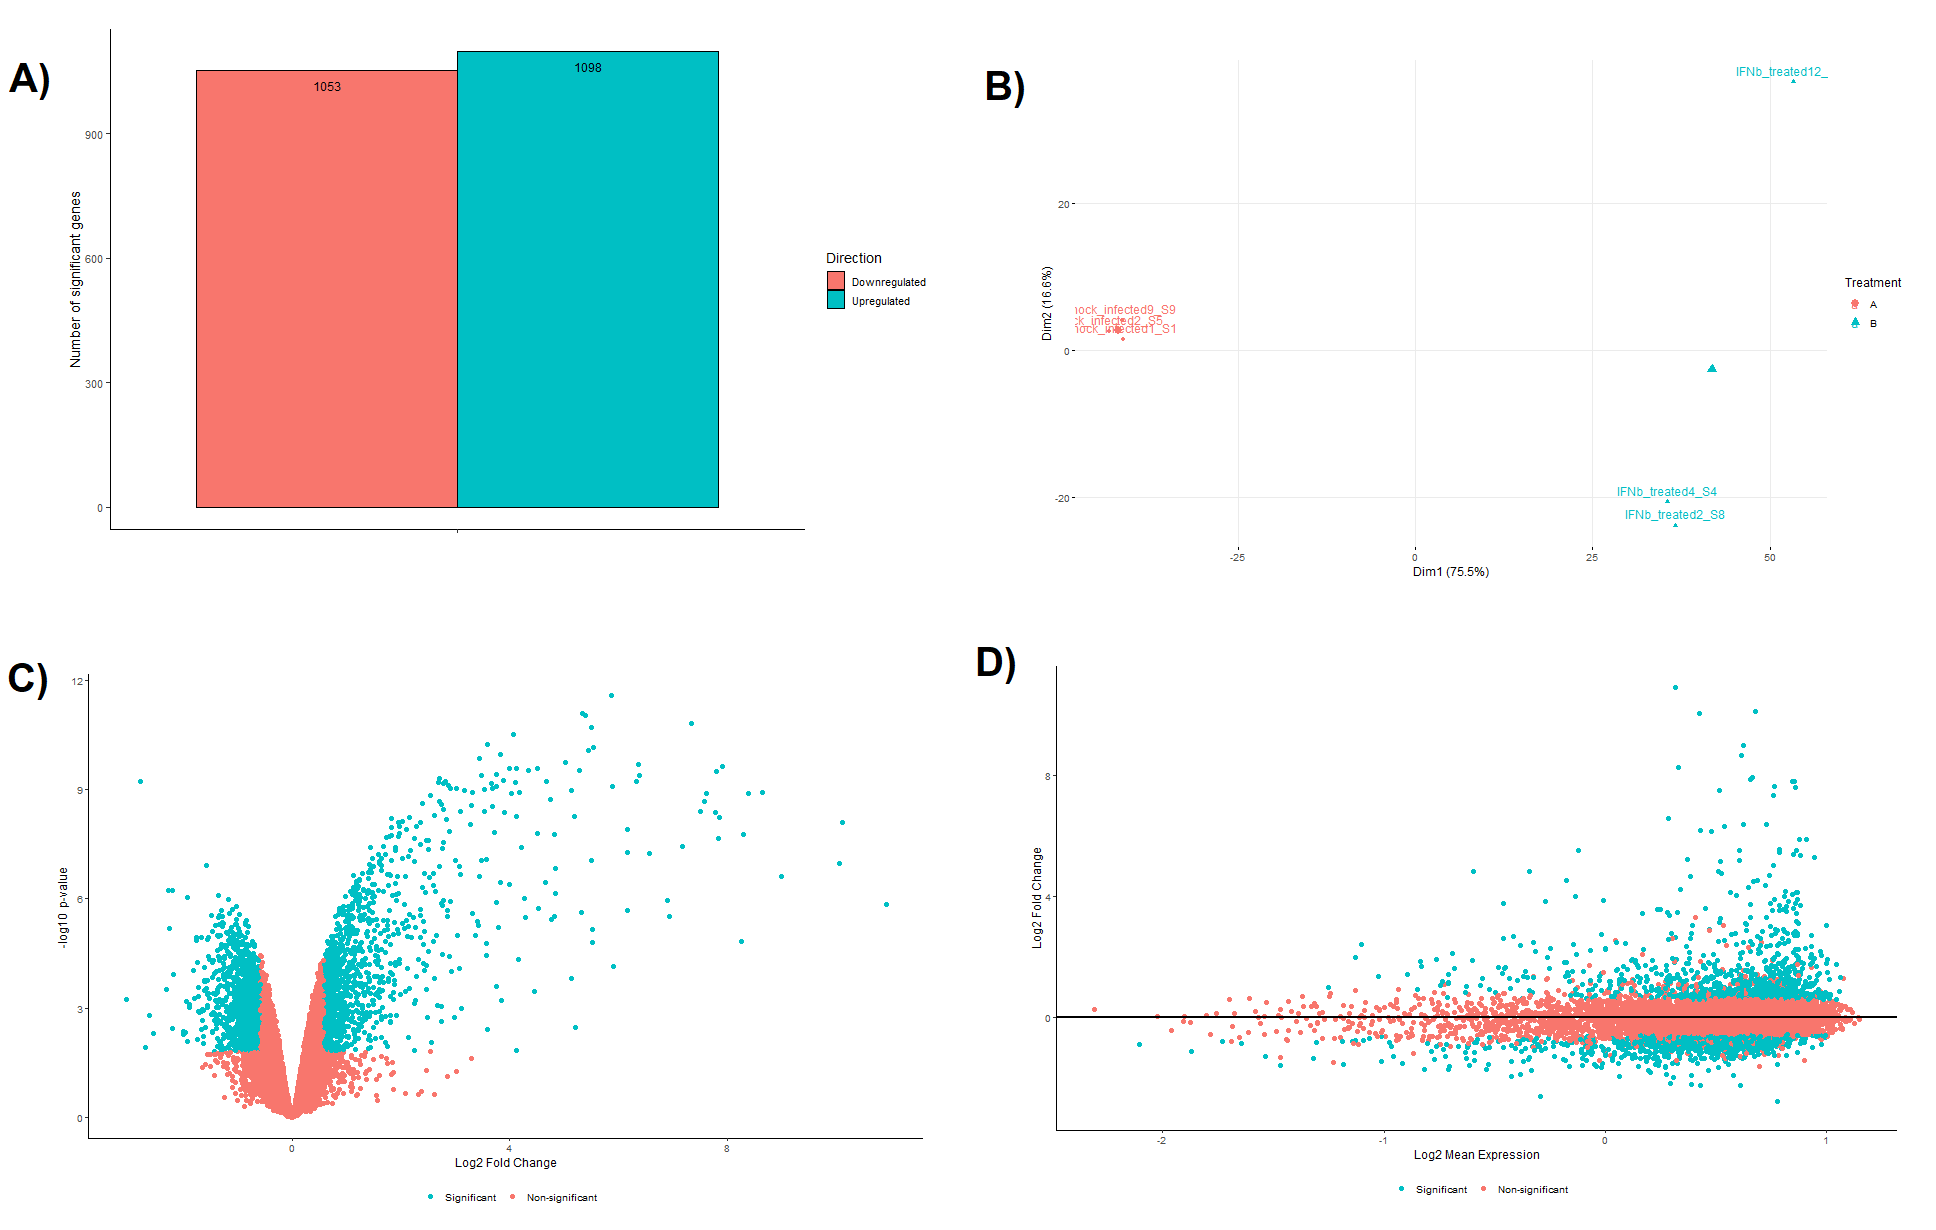 A)
1053
1098
900
600
300
0
Number of significant genes
Direction
Downregulated
Upregulated
B)
IFNb_treated12_
20
0
-20
Dim2 (16.6%)
nock_infected9_S9
ck_infected2_S5
nock_infected1_S1
IFNb_treated4_S4
IFNb_treated2_S8
-25
0
25
50
Dim1 (75.5%)
Treatment
A
B
C)
12
9
6
3
0
-log10 p-value
0
4
8
Log2 Fold Change
Significant
Non-significant
D)
8
4
0
Log2 Fold Change
-2
-1
0
1
Log2 Mean Expression
Significant
Non-significant